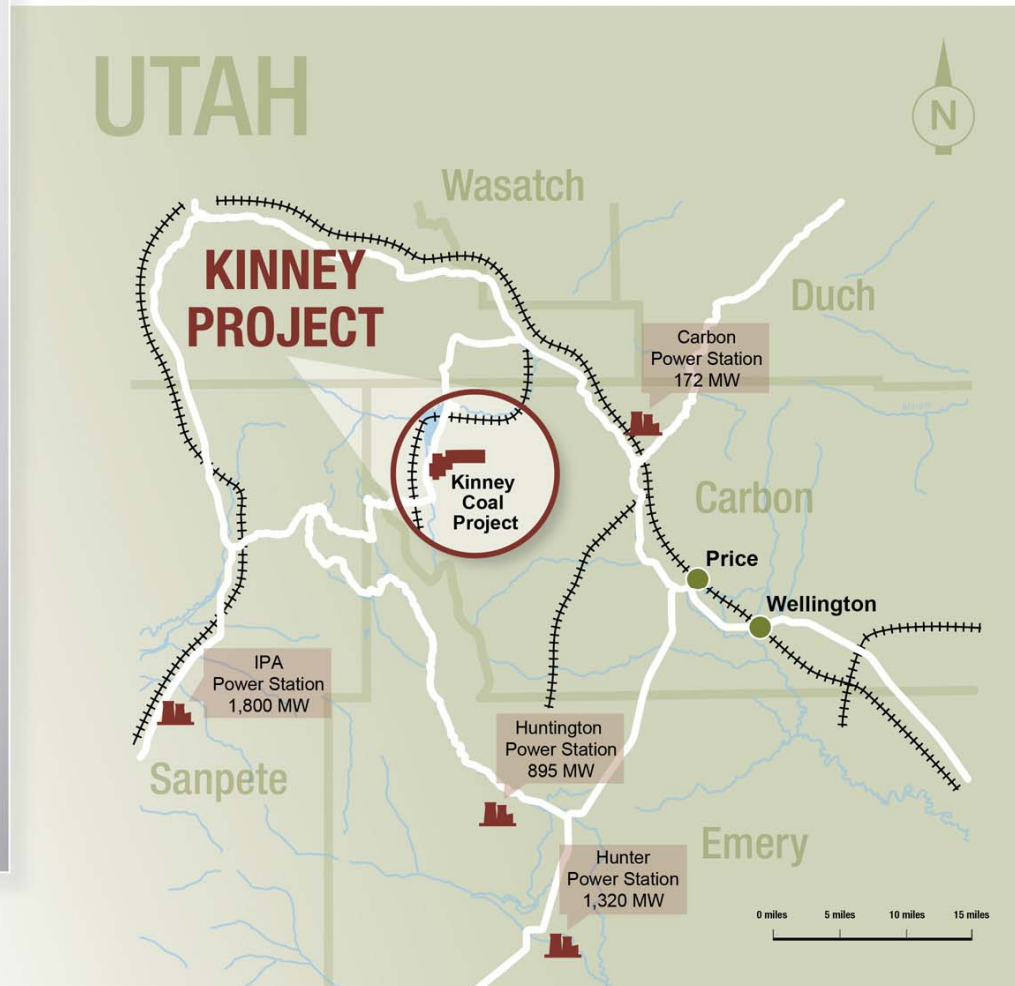 UTAH
N
Wasatch
KINNEY
PROJECT
Duch
Carbon
Power Station
172 MW
Kinney
Coal
Project
Carbon
Price
Wellington
IPA
Power Station
1,800 MW
Huntington
Power Station
895 MW
Sanpete
Emery
Hunter
Power Station
1,320 MW
0 miles 5 miles 10 miles 15 miles